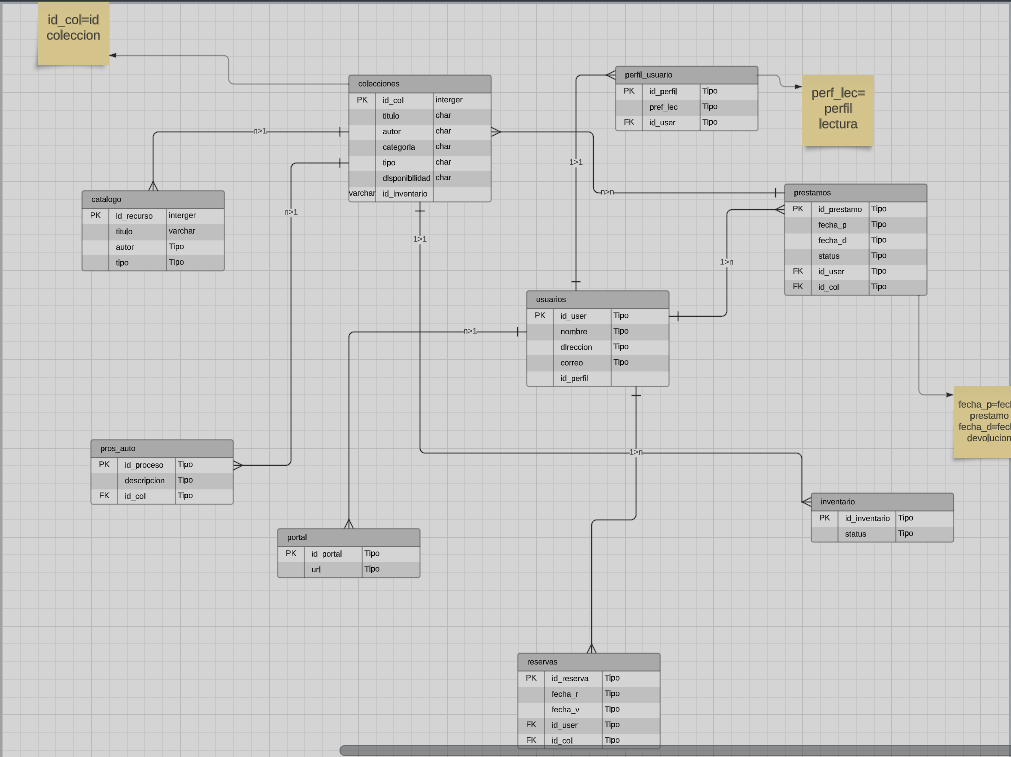 id_col=id
coleccion
colecciones
PK id_col interger
titulo char
autor char
categoria char
tipo char
disponibilidad char
varchar id_inventario
perfil_usuario
PK id_perfil Tipo
pref_lec Tipo
FK id_user Tipo
perf_lec=
perfil
lectura
n>1
n>1
1>1
1>1
n>n
catalogo
PK id_recurso interger
titulo varchar
autor Tipo
tipo Tipo
prestamos
PK id_prestamo Tipo
fecha_p Tipo
fecha_d Tipo
status Tipo
FK id_user Tipo
FK id_col Tipo
1>n
usuarios
PK id_user Tipo
nombre Tipo
direccion Tipo
correo Tipo
id_perfil
n>1
fecha_p=fech
prestamo
fecha_d=fech
devolucion
pros_auto
PK id_proceso Tipo
descripcion Tipo
FK id_col Tipo
1>n
inventario
PK id_inventario Tipo
status Tipo
portal
PK id_portal Tipo
url Tipo
reservas
PK id_reserva Tipo
fecha_r Tipo
fecha_v Tipo
FK id_user Tipo
FK id_col Tipo